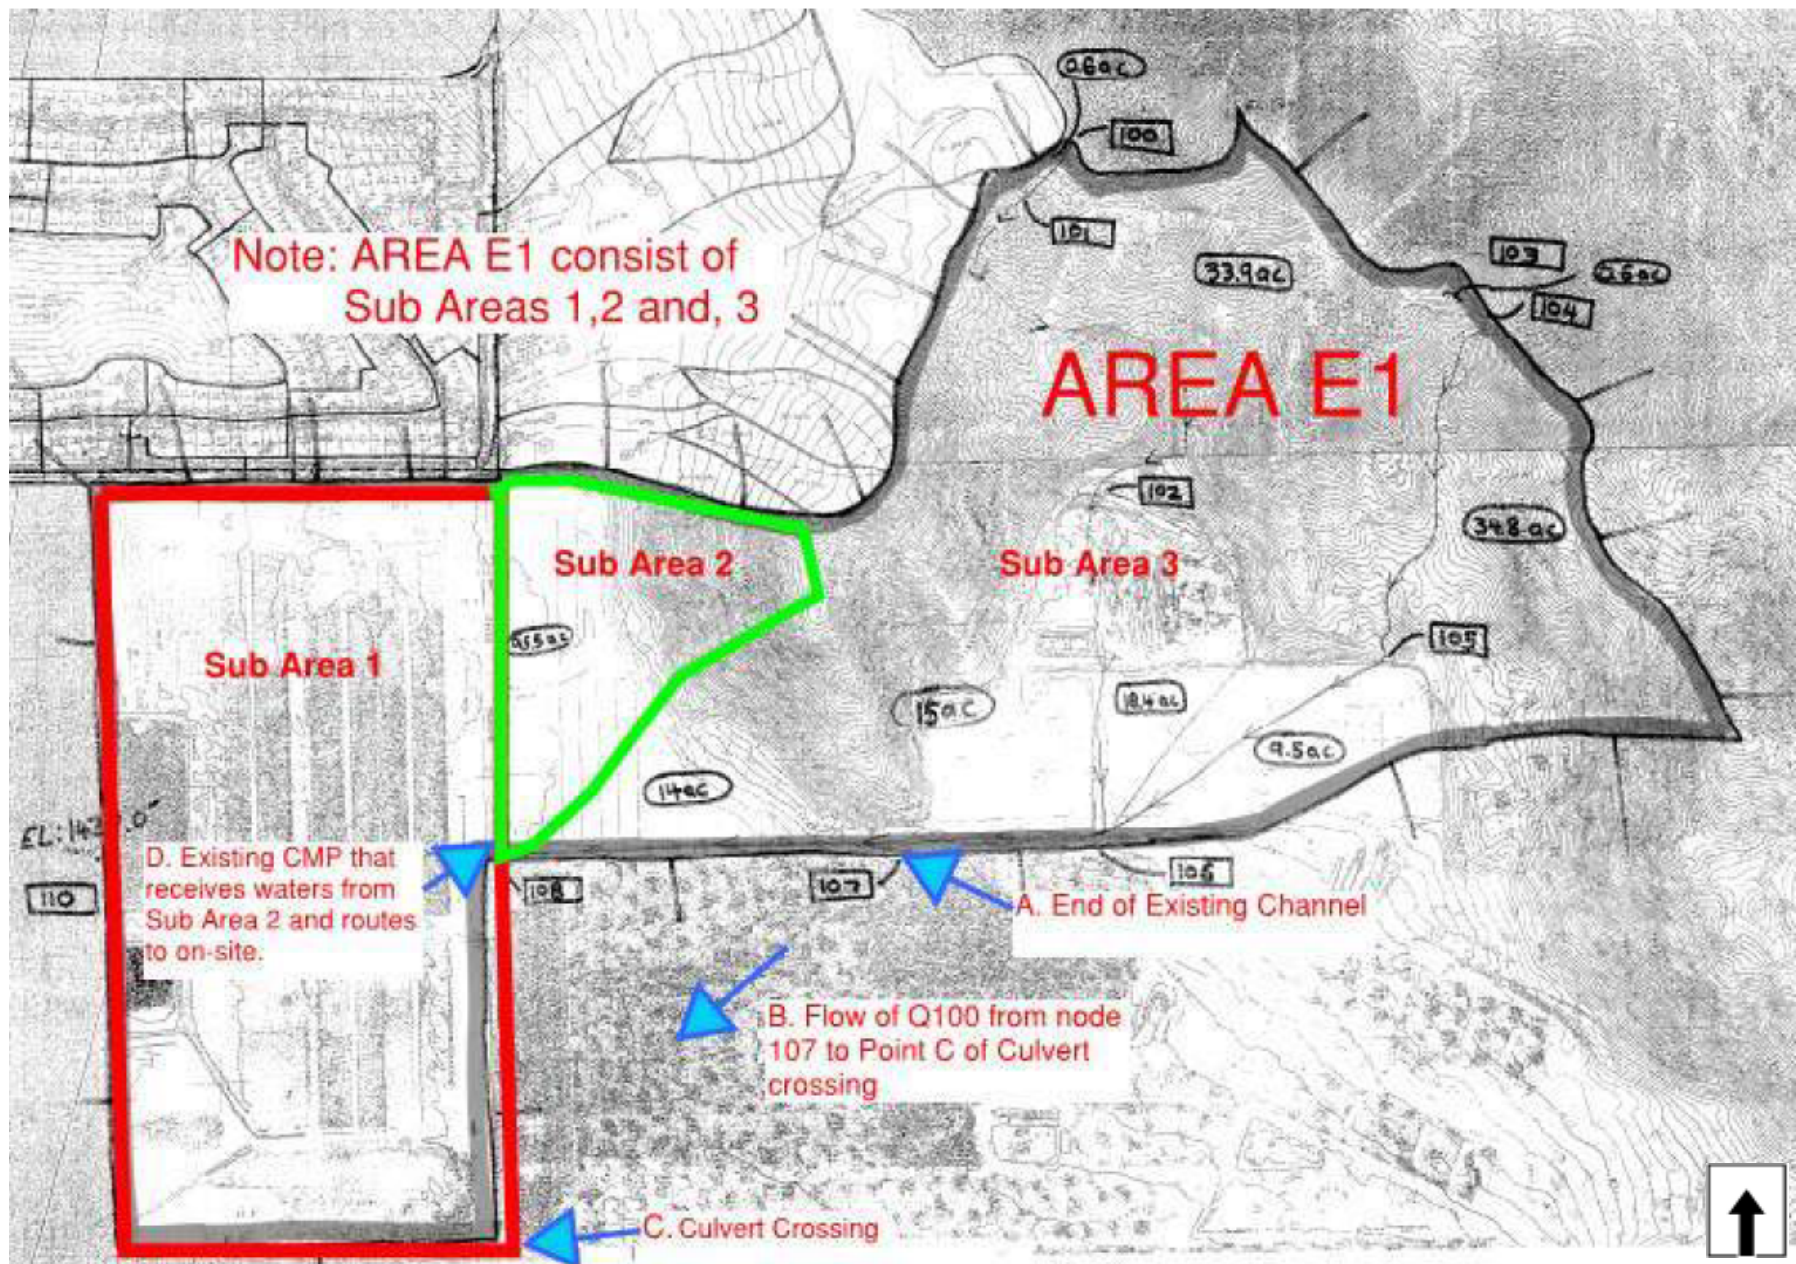 0.6ac
100
101
103
33.9ac
0.6ac
104
Note: AREA E1 consist of
Sub Areas 1,2 and, 3
AREA E1
102
34.8ac
Sub Area 2
Sub Area 3
105
Sub Area 1
15ac
18.4ac
9.5ac
14ac
D. Existing CMP that
receives waters from
Sub Area 2 and routes
to on-site.
110
108
107
106
A. End of Existing Channel
B. Flow of Q100 from node
107 to Point C of Culvert
crossing
C. Culvert Crossing